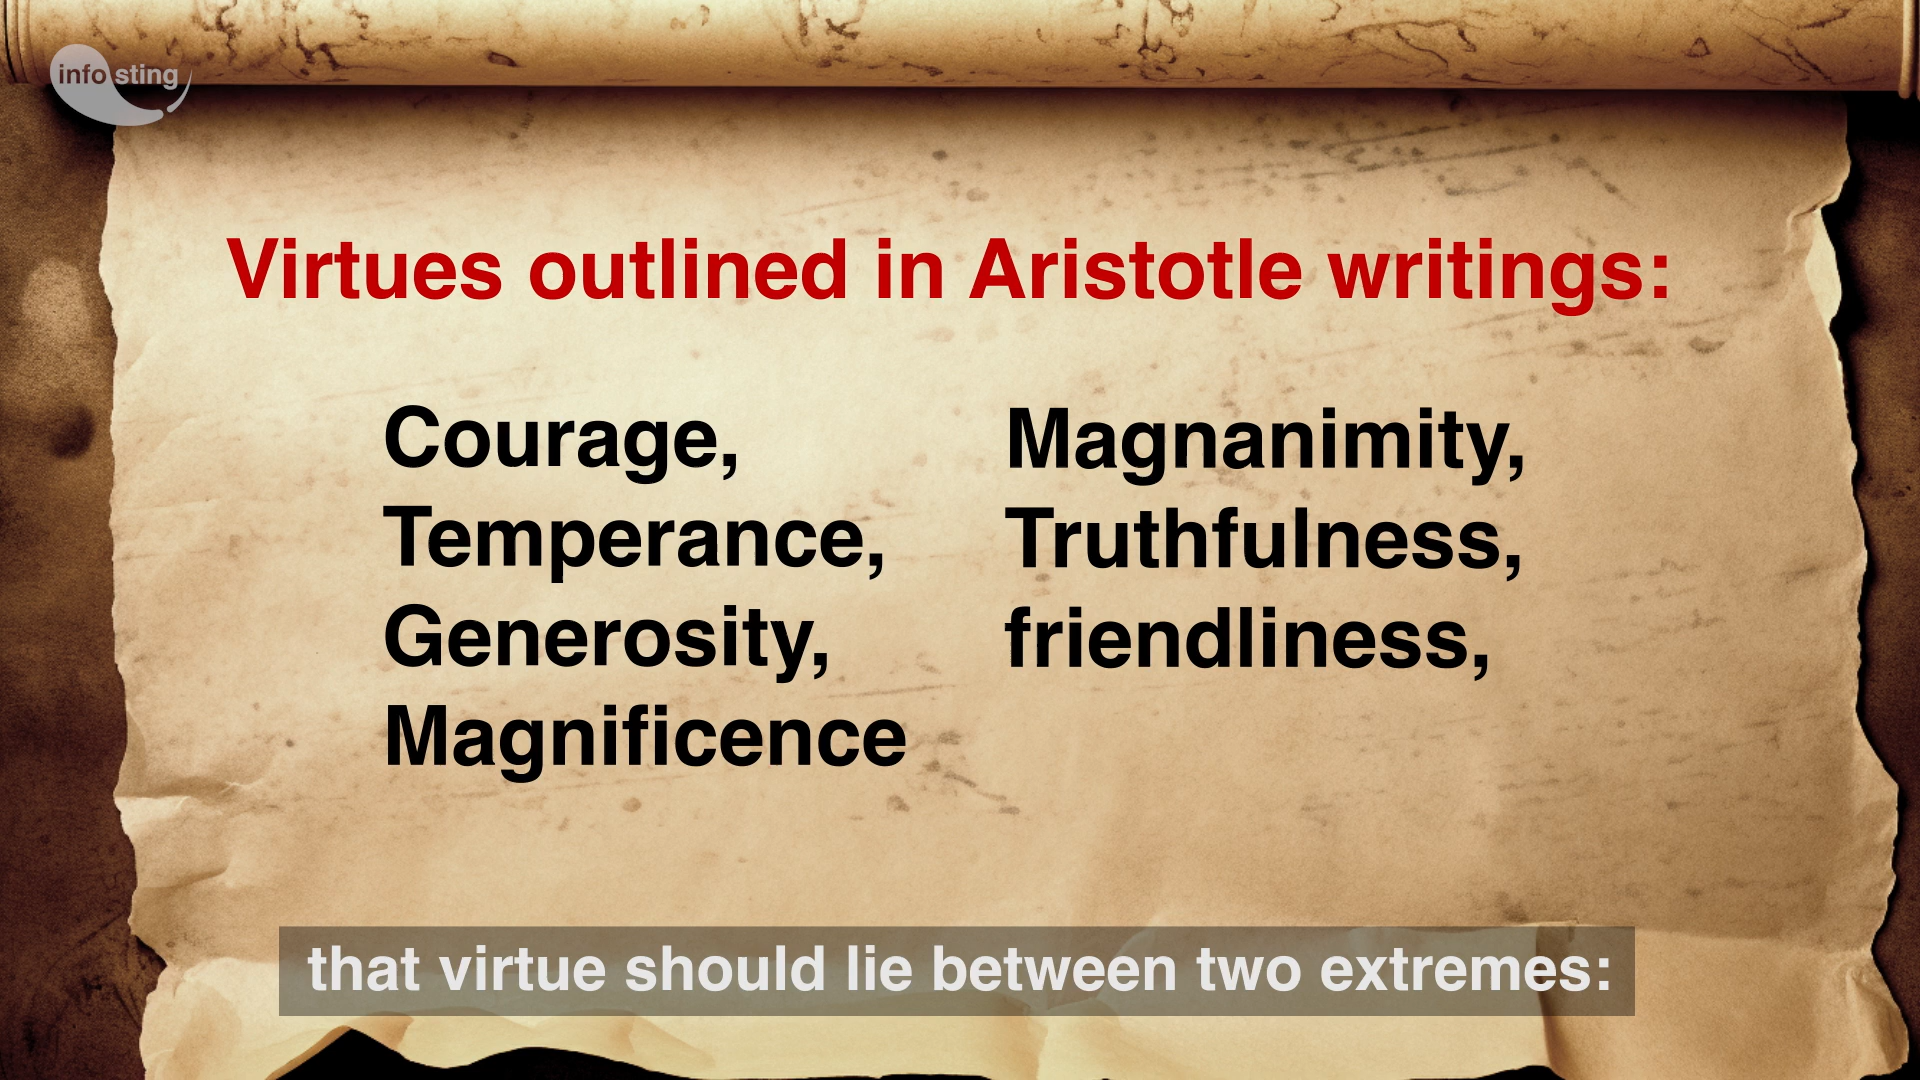 info sting
Virtues outlined in Aristotle writings:
Courage,
Temperance,
Generosity,
Magnificence
Magnanimity,
Truthfulness,
friendliness,
that virtue should lie between two extremes: